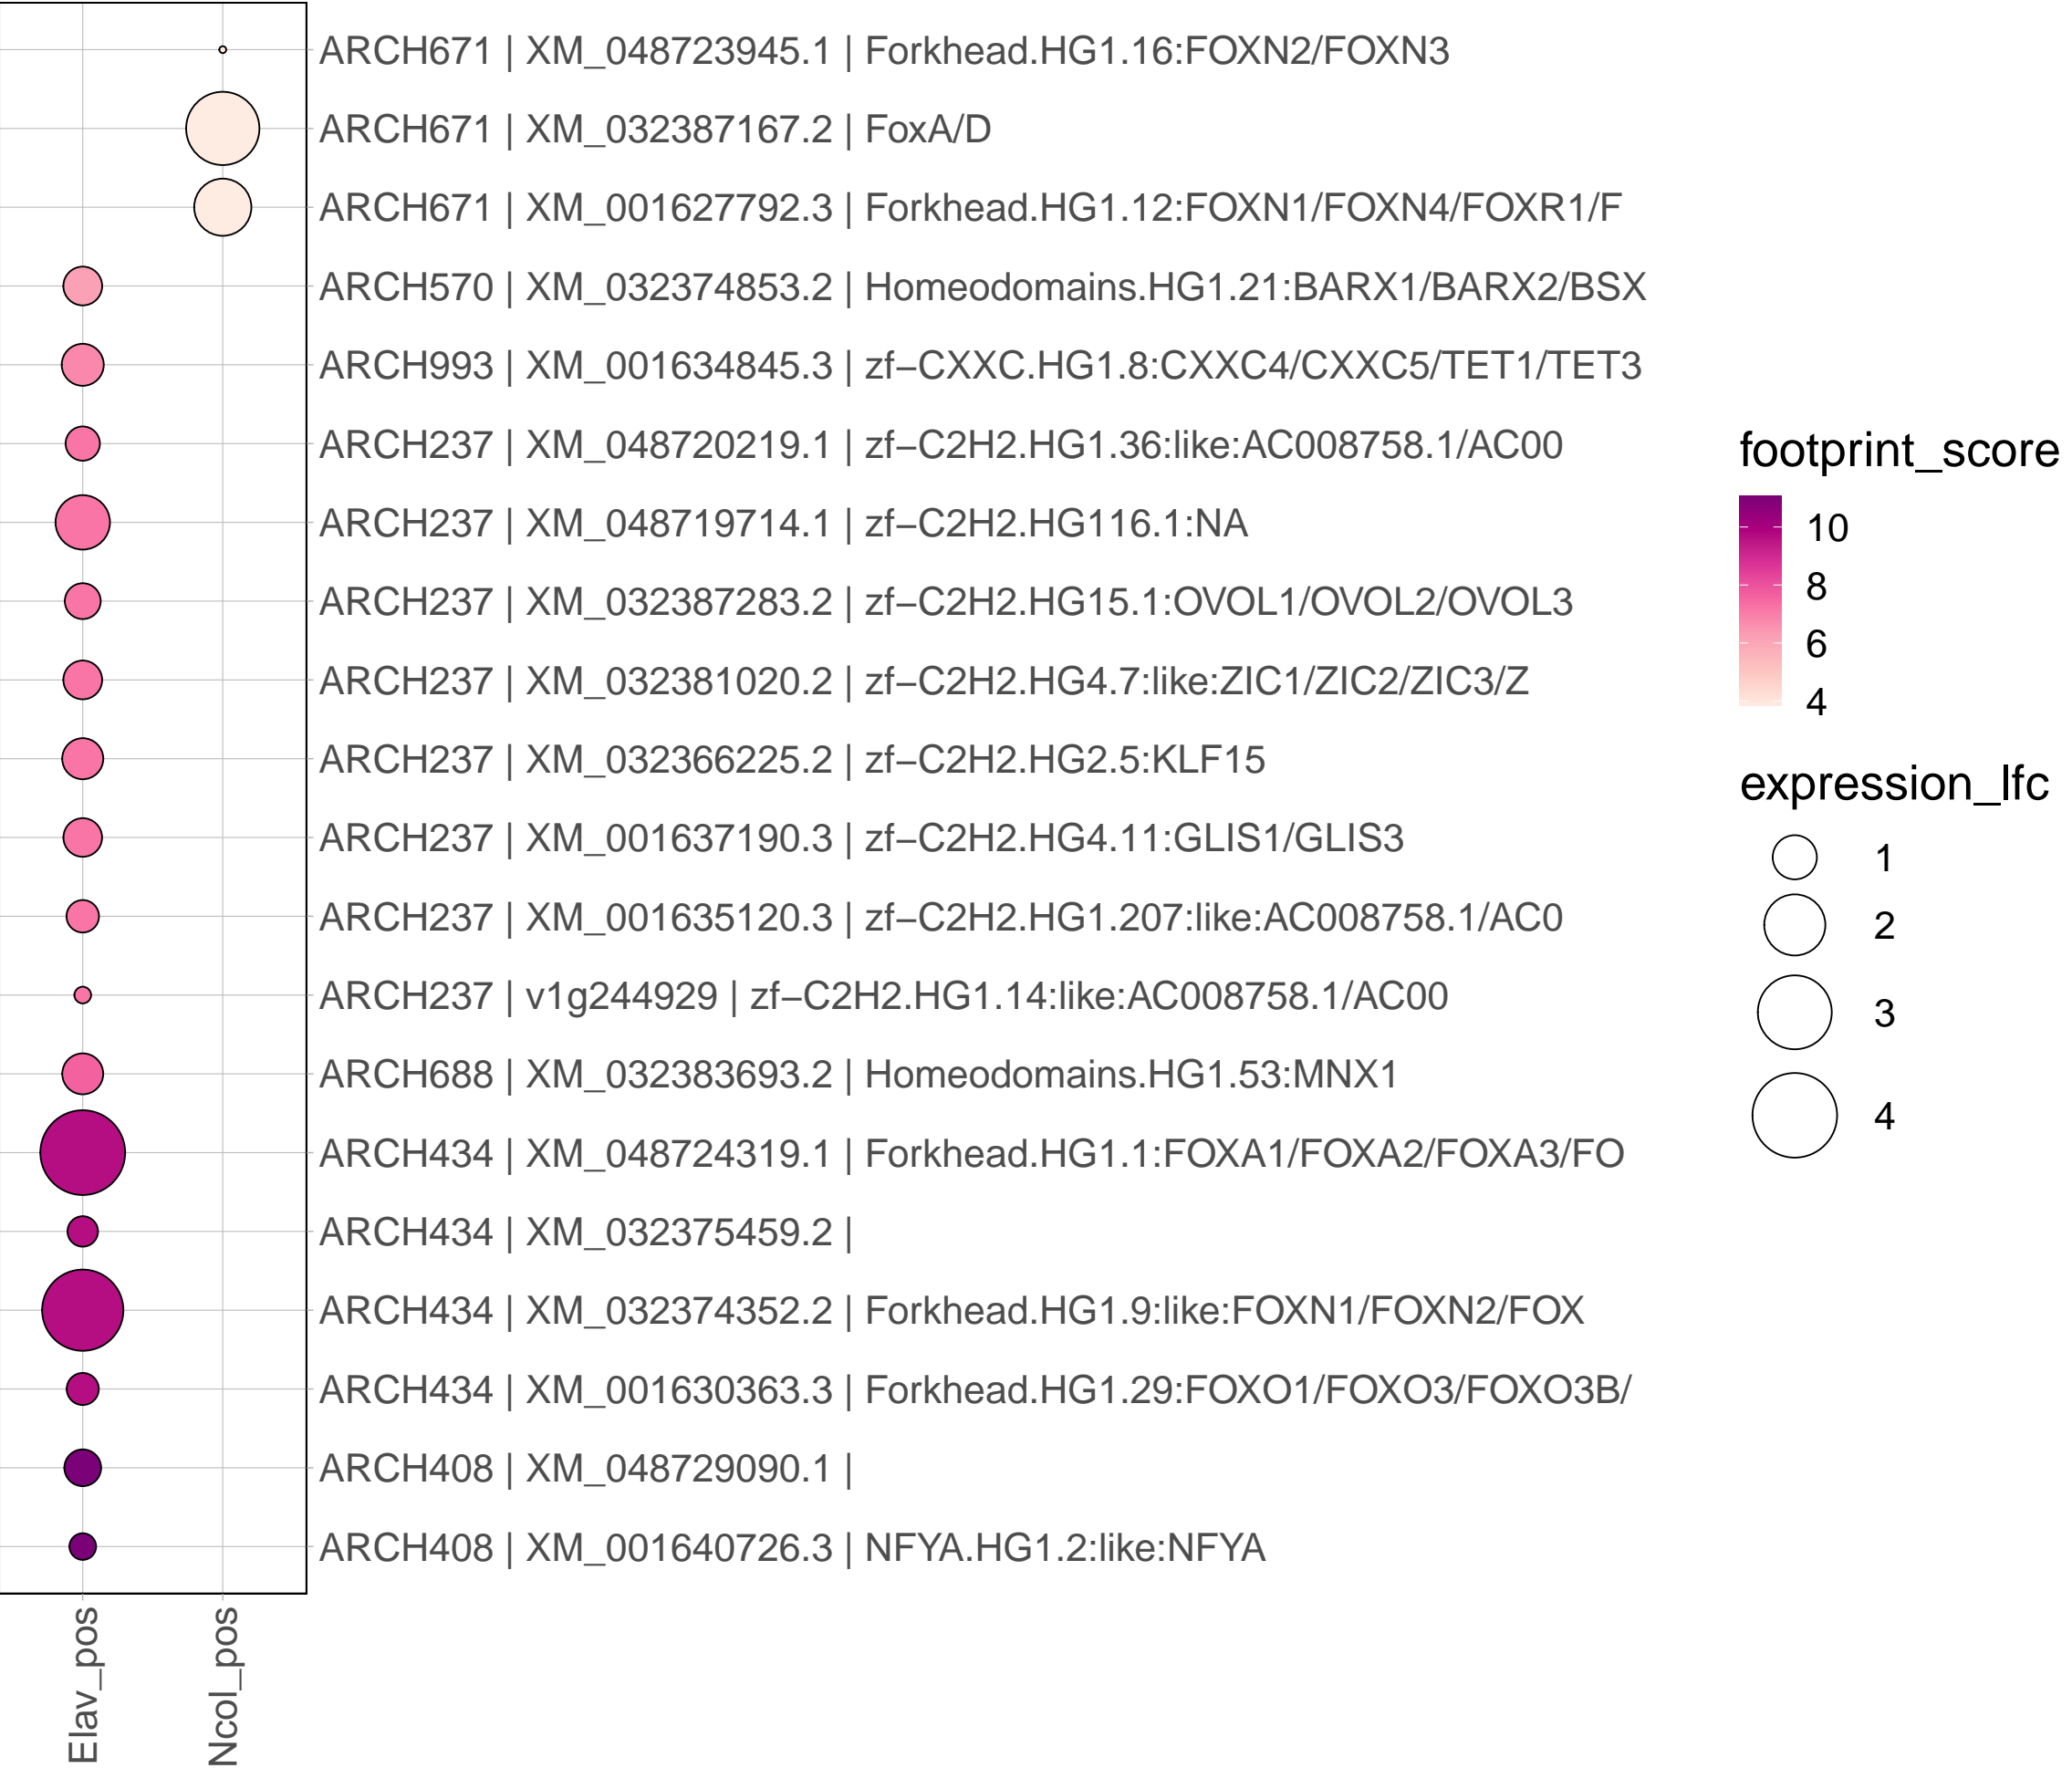 ARCH671 | XM_048723945.1 | Forkhead.HG1.16:FOXN2/FOXN3
ARCH671 | XM_032387167.2 | FoxA/D
ARCH671 | XM_001627792.3 | Forkhead.HG1.12:FOXN1/FOXN4/FOXR1/F
ARCH570 | XM_032374853.2 | Homeodomains.HG1.21:BARX1/BARX2/BSX
ARCH993 | XM_001634845.3 | zf−CXXC.HG1.8:CXXC4/CXXC5/TET1/TET3
ARCH237 | XM_048720219.1 | zf−C2H2.HG1.36:like:AC008758.1/AC00
ARCH237 | XM_048719714.1 | zf−C2H2.HG116.1:NA
ARCH237 | XM_032387283.2 | zf−C2H2.HG15.1:OVOL1/OVOL2/OVOL3
ARCH237 | XM_032381020.2 | zf−C2H2.HG4.7:like:ZIC1/ZIC2/ZIC3/Z
ARCH237 | XM_032366225.2 | zf−C2H2.HG2.5:KLF15
ARCH237 | XM_001637190.3 | zf−C2H2.HG4.11:GLIS1/GLIS3
ARCH237 | XM_001635120.3 | zf−C2H2.HG1.207:like:AC008758.1/AC0
ARCH237 | v1g244929 | zf−C2H2.HG1.14:like:AC008758.1/AC00
ARCH688 | XM_032383693.2 | Homeodomains.HG1.53:MNX1
ARCH434 | XM_048724319.1 | Forkhead.HG1.1:FOXA1/FOXA2/FOXA3/FO
ARCH434 | XM_032375459.2 |
ARCH434 | XM_032374352.2 | Forkhead.HG1.9:like:FOXN1/FOXN2/FOX
ARCH434 | XM_001630363.3 | Forkhead.HG1.29:FOXO1/FOXO3/FOXO3B/
ARCH408 | XM_048729090.1 |
ARCH408 | XM_001640726.3 | NFYA.HG1.2:like:NFYA
Elav_pos
Ncol_pos
footprint_score
10
8
6
4
expression_lfc
1
2
3
4